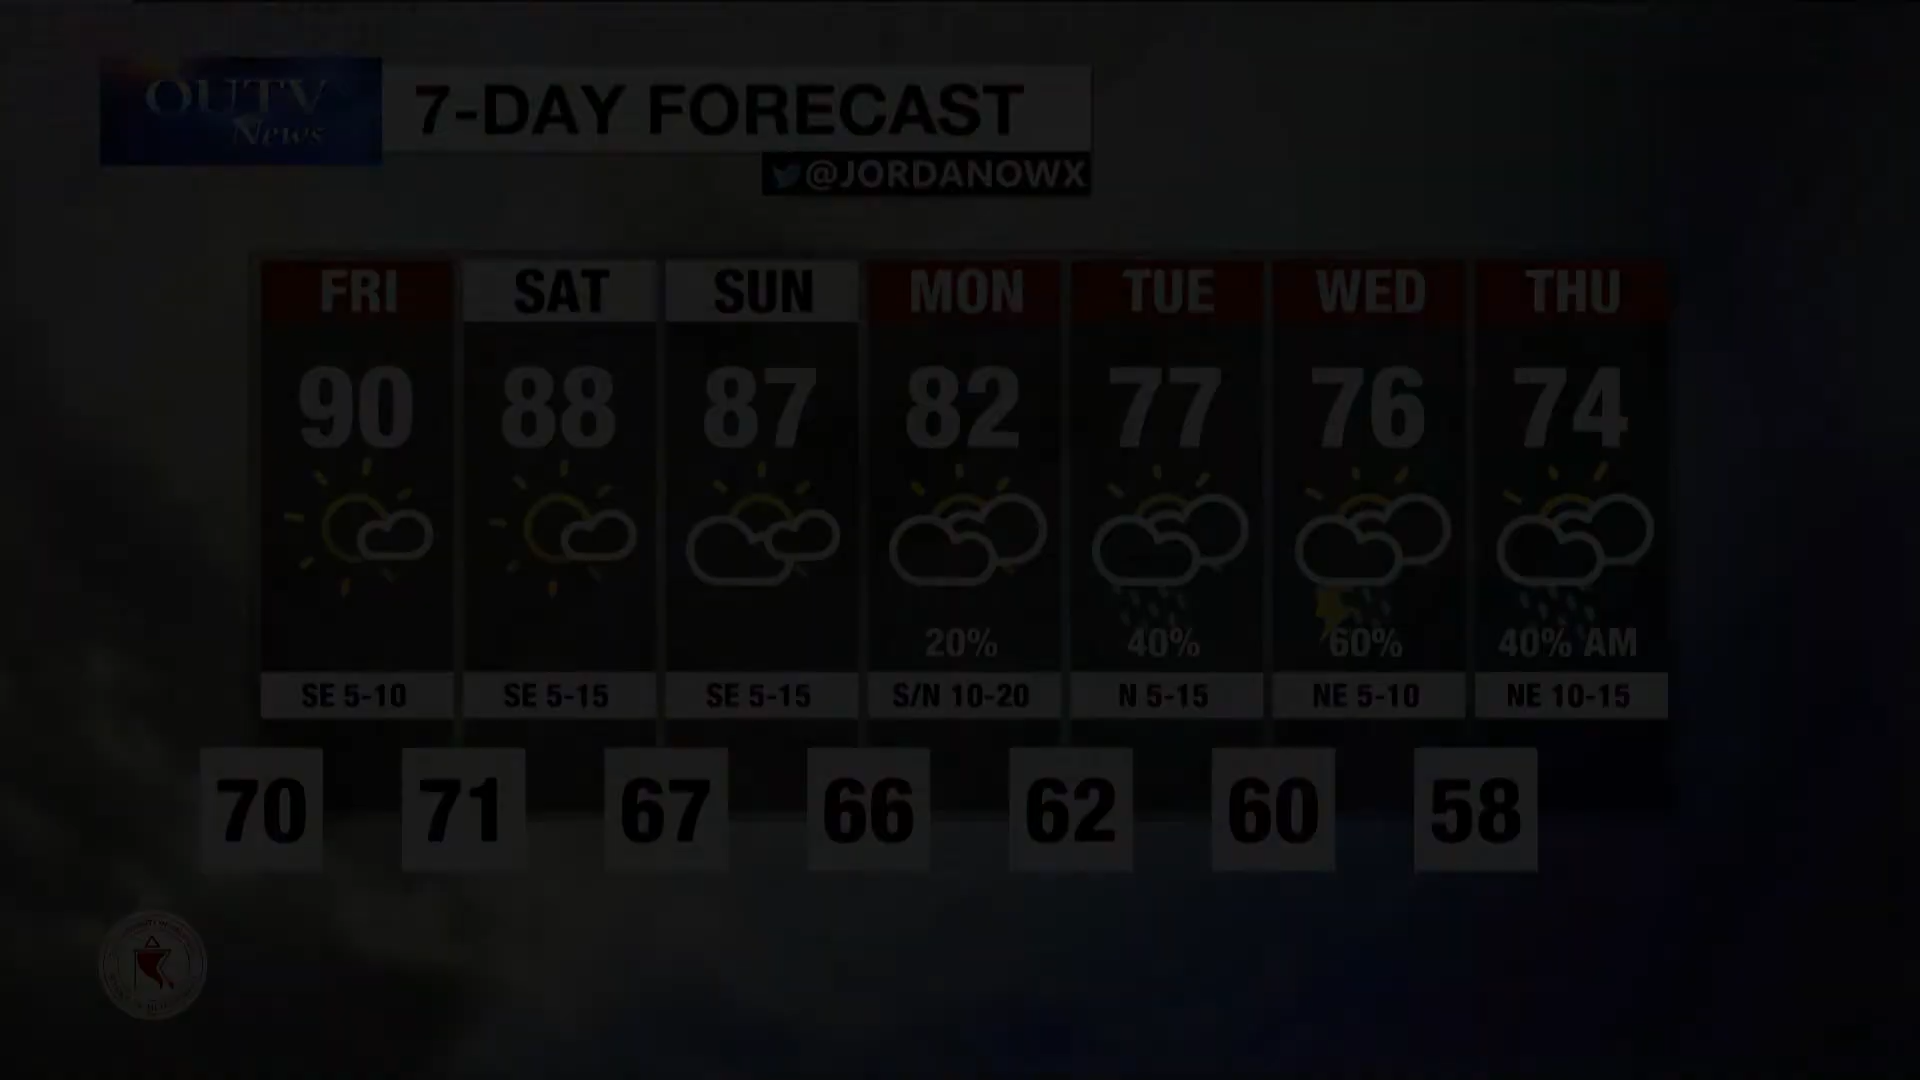 OUTV
News
7-DAY FORECAST
@JORDANOWX
FRI SAT SUN MON TUE WED THU
90 88 87 82 77 76 74
20% 40% 60% 40% AM
SE 5-10 SE 5-15 SE 5-15 S/N 10-20 N 5-15 NE 5-10 NE 10-15
70 71 67 66 62 60 58